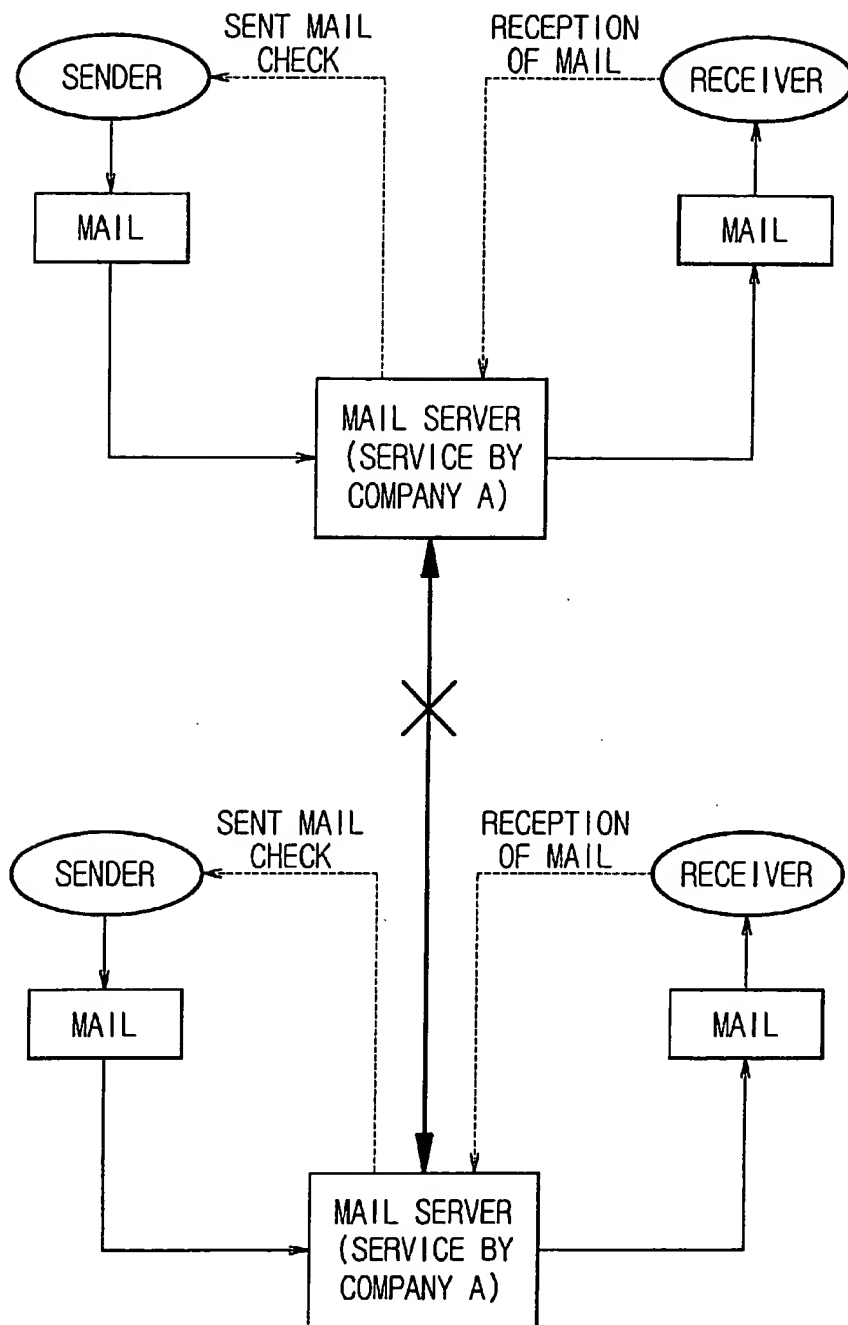 SENT MAIL
CHECK
RECEPTION
OF MAIL
SENDER
RECEIVER
MAIL
MAIL
MAIL SERVER
(SERVICE BY
COMPANY A)
SENT MAIL
CHECK
RECEPTION
OF MAIL
SENDER
RECEIVER
MAIL
MAIL
MAIL SERVER
(SERVICE BY
COMPANY A)